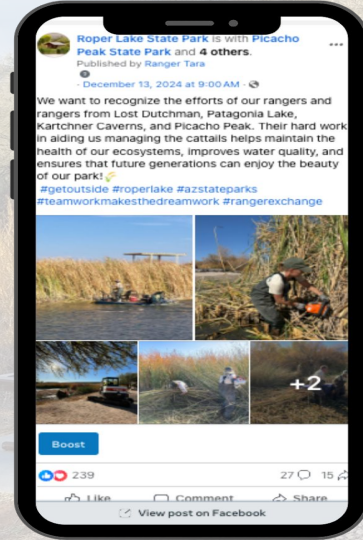 Roper Lake State Park is with Picacho
Peak State Park and 4 others.
Published by Ranger Tara
· December 13, 2024 at 9:00 AM ·
We want to recognize the efforts of our rangers and
rangers from Lost Dutchman, Patagonia Lake,
Kartchner Caverns, and Picacho Peak. Their hard work
in aiding us managing the cattails helps maintain the
health of our ecosystems, improves water quality, and
ensures that future generations can enjoy the beauty
of our park!🌾
#getoutside #roperlake #azstateparks
#teamworkmakesthedreamwork #rangerexchange
+2
Boost
239 27 15
Like Comment Share
View post on Facebook